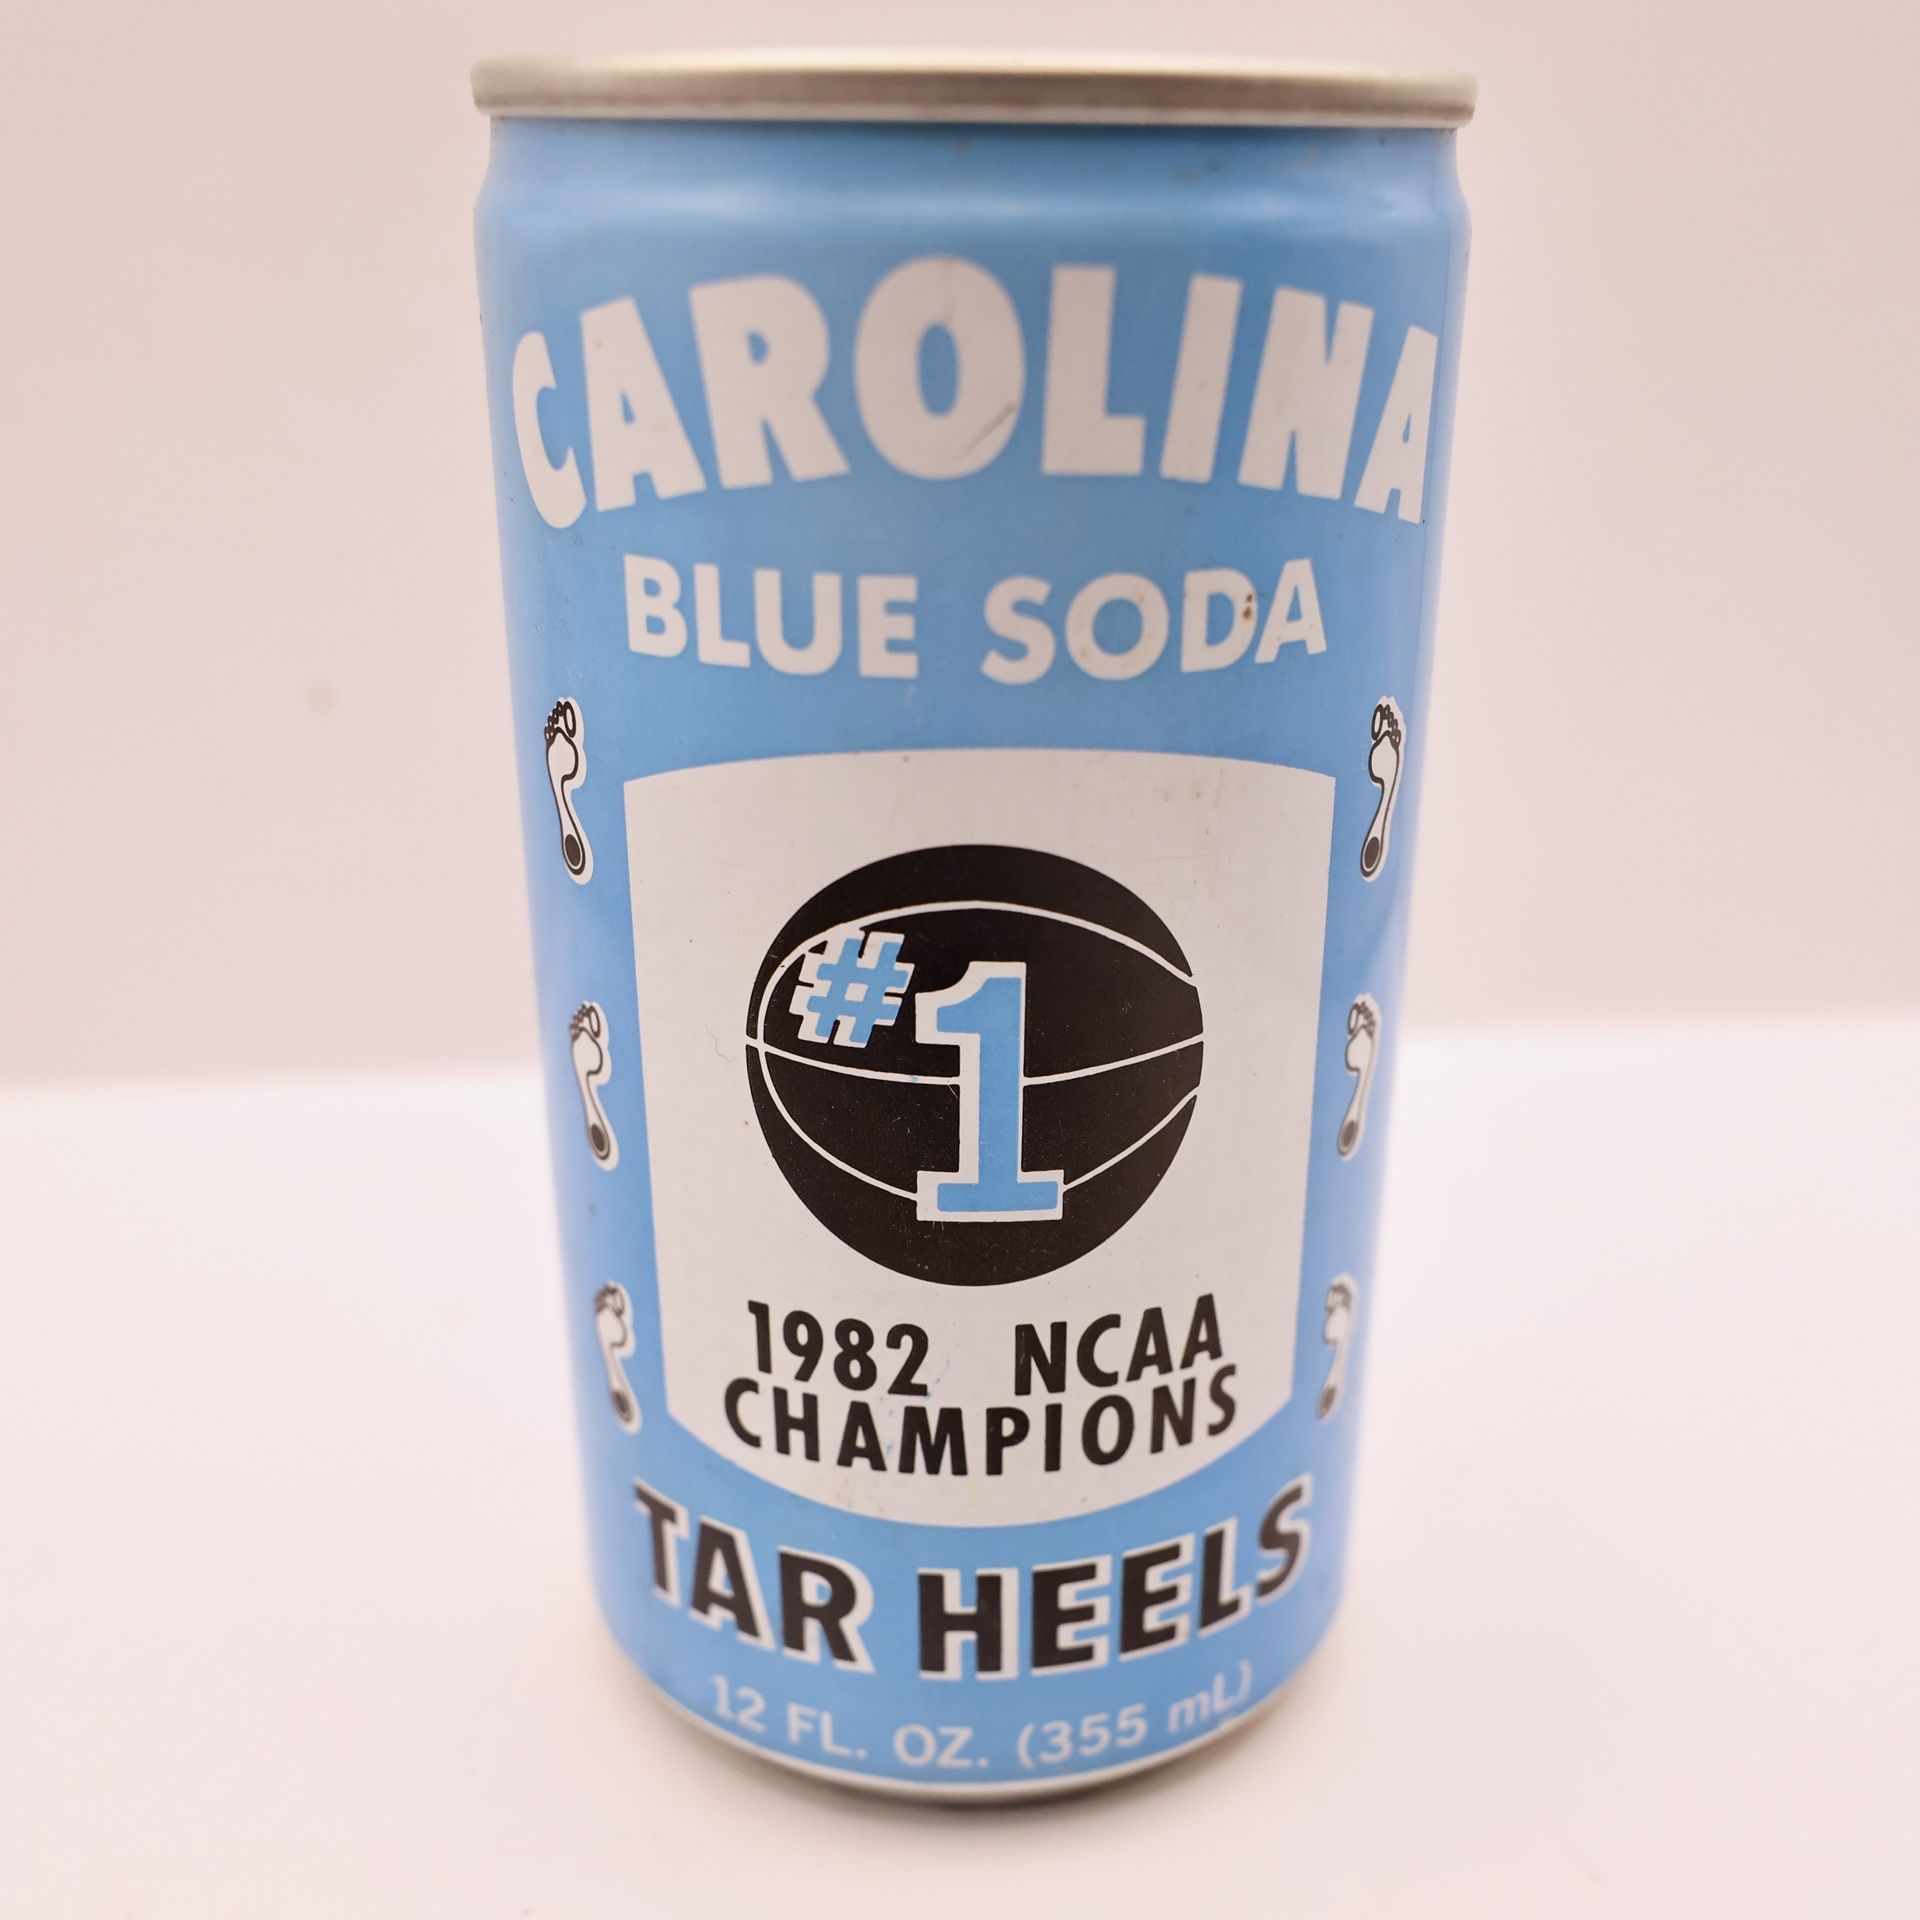 CAROLINA
BLUE SODA
#1
1982 NCAA
CHAMPIONS
TAR HEELS
12 FL. OZ. (355 mL)